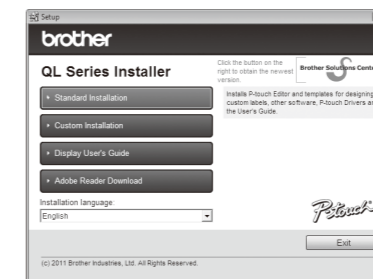 Setup
brother
QL Series Installer
Click the button on the
right to obtain the newest
version.
Brother Solutions Cente
Standard Installation
Installs P-touch Editor and templates for designing
custom labels, other software, P-touch Drivers a
the User's Guide.
Custom Installation
Display User's Guide
Adobe Reader Download
Installation language:
English
P-touch
Exit
(c) 2011 Brother Industries, Ltd. All Rights Reserved.